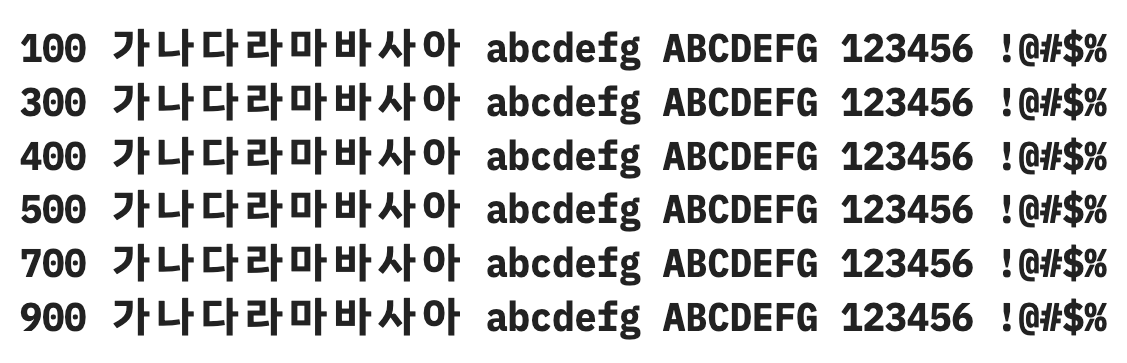 100 가나다라마바사아 abcdefg ABCDEFG 123456 !@#$%
300 가나다라마바사아 abcdefg ABCDEFG 123456 !@#$%
400 가나다라마바사아 abcdefg ABCDEFG 123456 !@#$%
500 가나다라마바사아 abcdefg ABCDEFG 123456 !@#$%
700 가나다라마바사아 abcdefg ABCDEFG 123456 !@#$%
900 가나다라마바사아 abcdefg ABCDEFG 123456 !@#$%